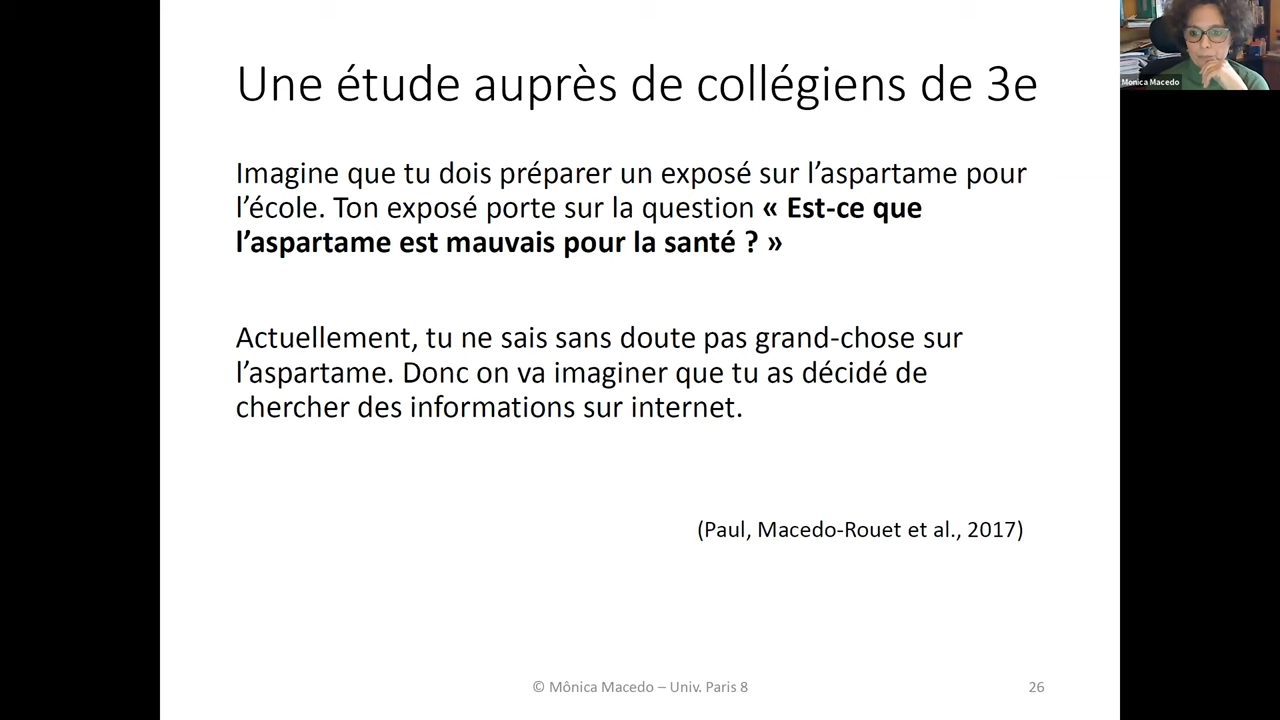 Une étude auprès de collégiens de 3e
Imagine que tu dois préparer un exposé sur l’aspartame pour
l’école. Ton exposé porte sur la question « Est-ce que
l’aspartame est mauvais pour la santé ? »
Actuellement, tu ne sais sans doute pas grand-chose sur
l’aspartame. Donc on va imaginer que tu as décidé de
chercher des informations sur internet.
(Paul, Macedo-Rouet et al., 2017)
© Mônica Macedo – Univ. Paris 8
26
Monica Macedo